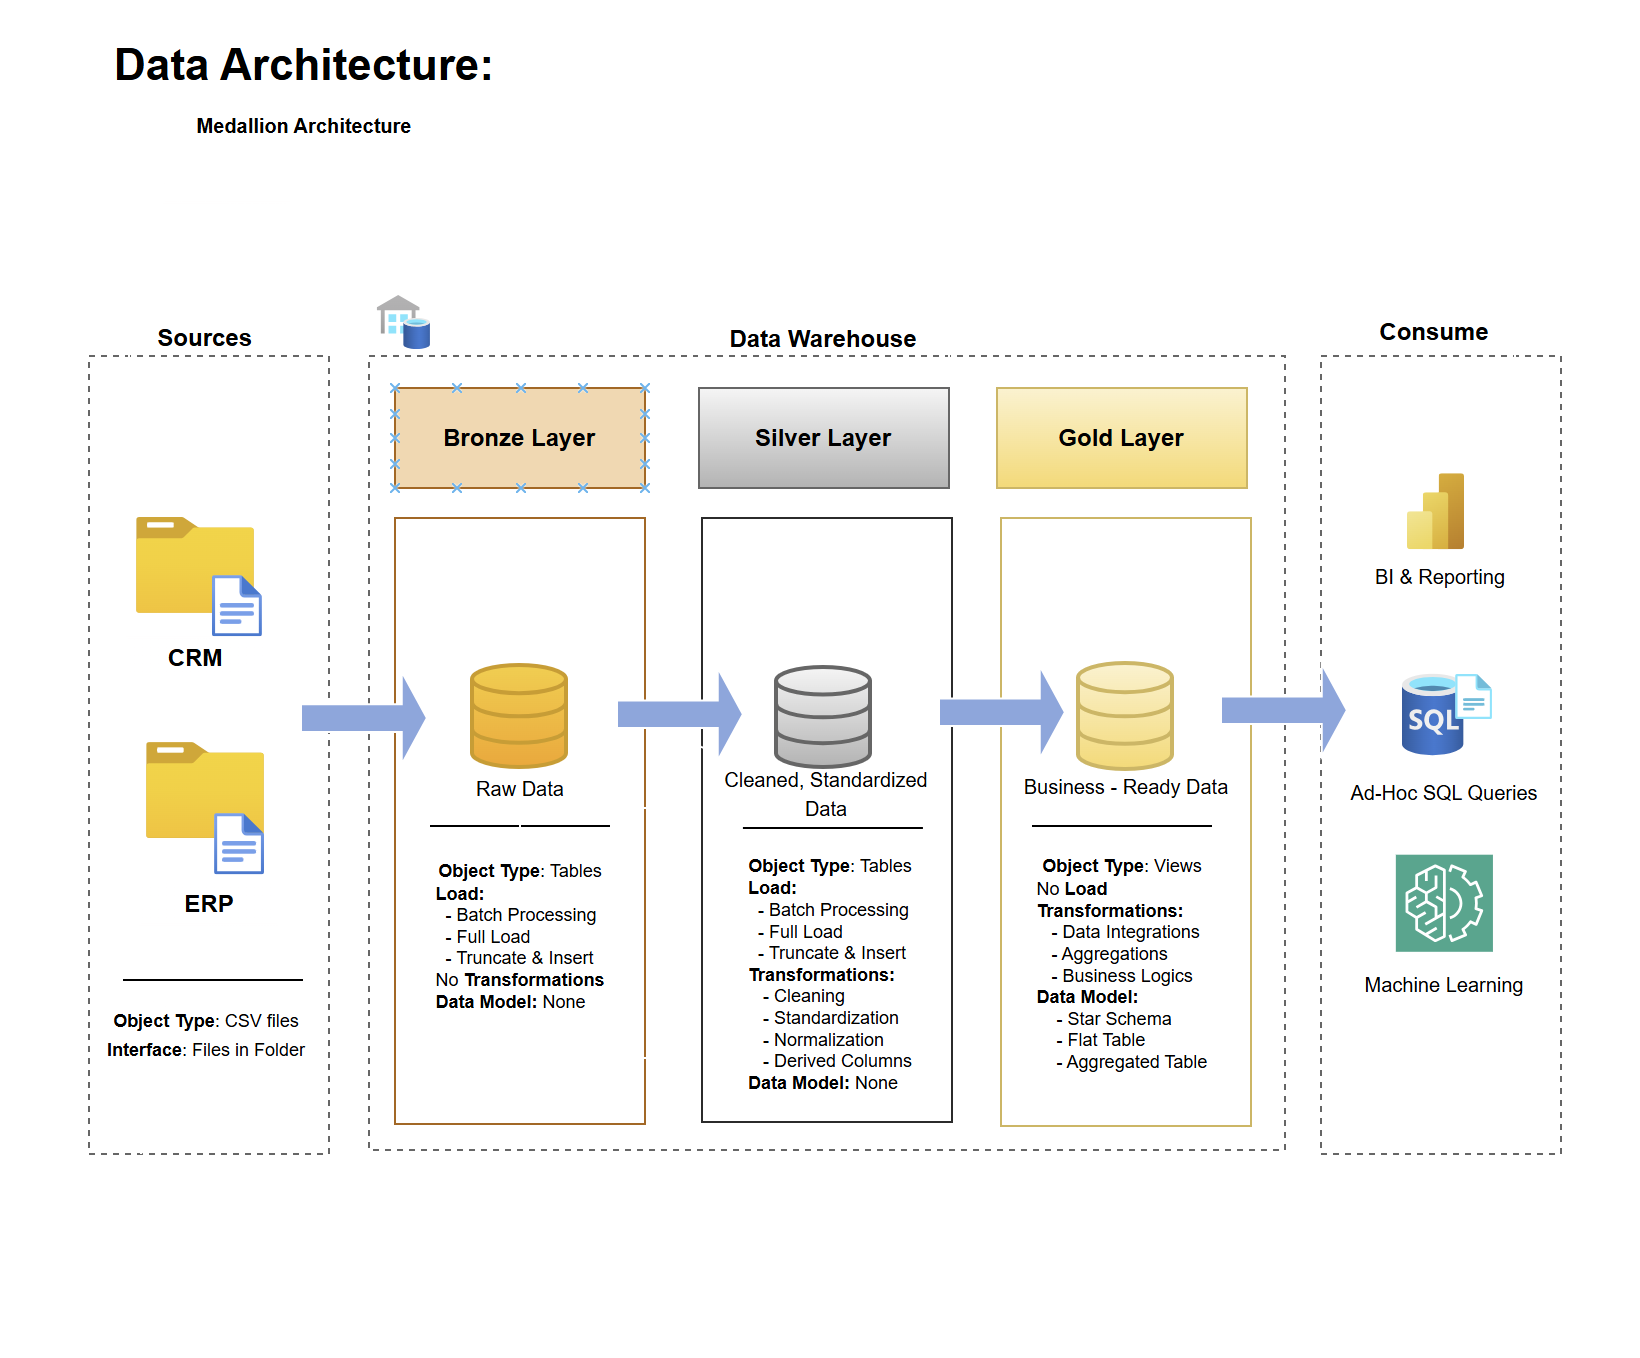 Data Architecture:
Medallion Architecture
Sources
CRM
ERP
Object Type: CSV files
Interface: Files in Folder
Data Warehouse
Bronze Layer
Raw Data
Object Type: Tables
Load:
- Batch Processing
- Full Load
- Truncate & Insert
No Transformations
Data Model: None
Silver Layer
Cleaned, Standardized
Data
Object Type: Tables
Load:
- Batch Processing
- Full Load
- Truncate & Insert
Transformations:
- Cleaning
- Standardization
- Normalization
- Derived Columns
Data Model: None
Gold Layer
Business - Ready Data
Object Type: Views
No Load
Transformations:
- Data Integrations
- Aggregations
- Business Logics
Data Model:
- Star Schema
- Flat Table
- Aggregated Table
Consume
BI & Reporting
SQL
Ad-Hoc SQL Queries
Machine Learning